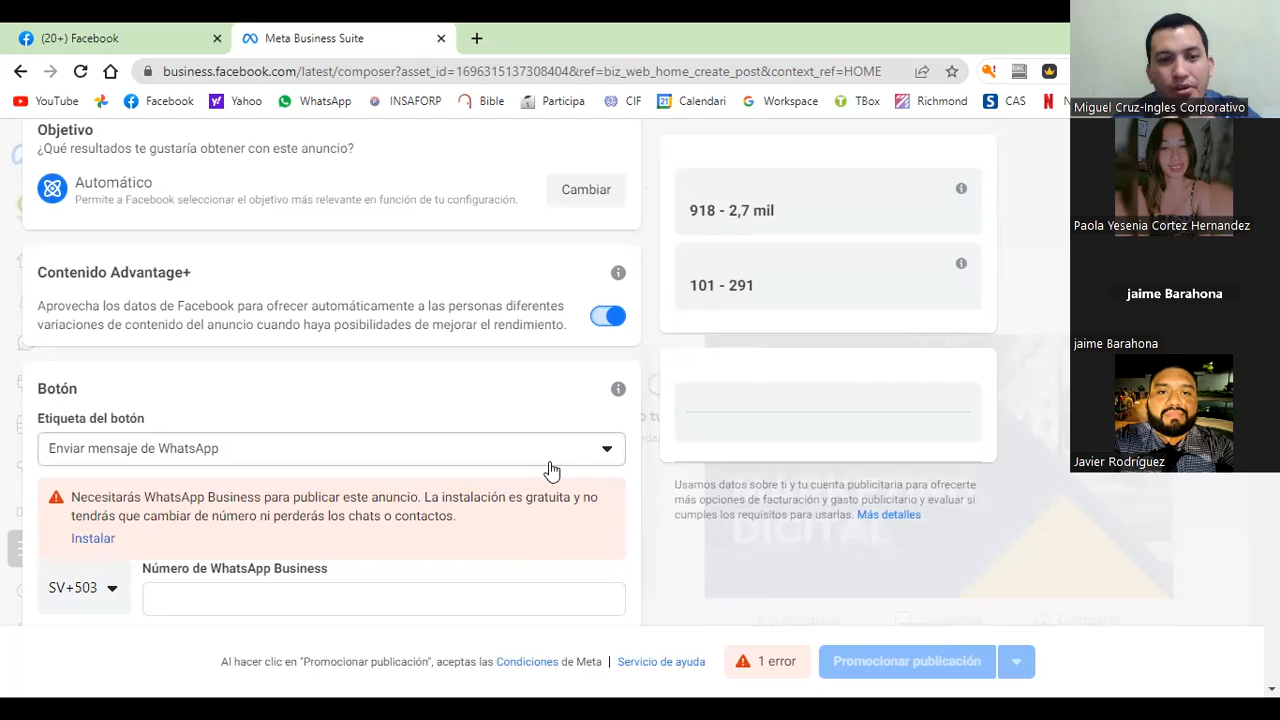 (20+) Facebook
Meta Business Suite
business.facebook.com/latest/composer?asset_id=1696315137308404&ref=biz_web_home_create_post&context_ref=HOME
YouTube
Facebook
Yahoo
WhatsApp
INSAFORP
Bible
Participa
CIF
Calendari
Workspace
TBox
Richmond
CAS
Objetivo
¿Qué resultados te gustaría obtener con este anuncio?
Automático
Permite a Facebook seleccionar el objetivo más relevante en función de tu configuración.
Cambiar
Contenido Advantage+
Aprovecha los datos de Facebook para ofrecer automáticamente a las personas diferentes
variaciones de contenido del anuncio cuando haya posibilidades de mejorar el rendimiento.
Botón
Etiqueta del botón
Enviar mensaje de WhatsApp
Necesitarás WhatsApp Business para publicar este anuncio. La instalación es gratuita y no
tendrás que cambiar de número ni perderás los chats o contactos.
Instalar
SV+503
Número de WhatsApp Business
918 - 2,7 mil
101 - 291
Usamos datos sobre ti y tu cuenta publicitaria para ofrecerte
más opciones de facturación y gasto publicitario y evaluar si
cumples los requisitos para usarlas. Más detalles
DIGITAL
Al hacer clic en "Promocionar publicación", aceptas las Condiciones de Meta | Servicio de ayuda
1 error
Promocionar publicación
Miguel Cruz-Ingles Corporativo
Paola Yesenia Cortez Hernandez
jaime Barahona
jaime Barahona
Javier Rodríguez